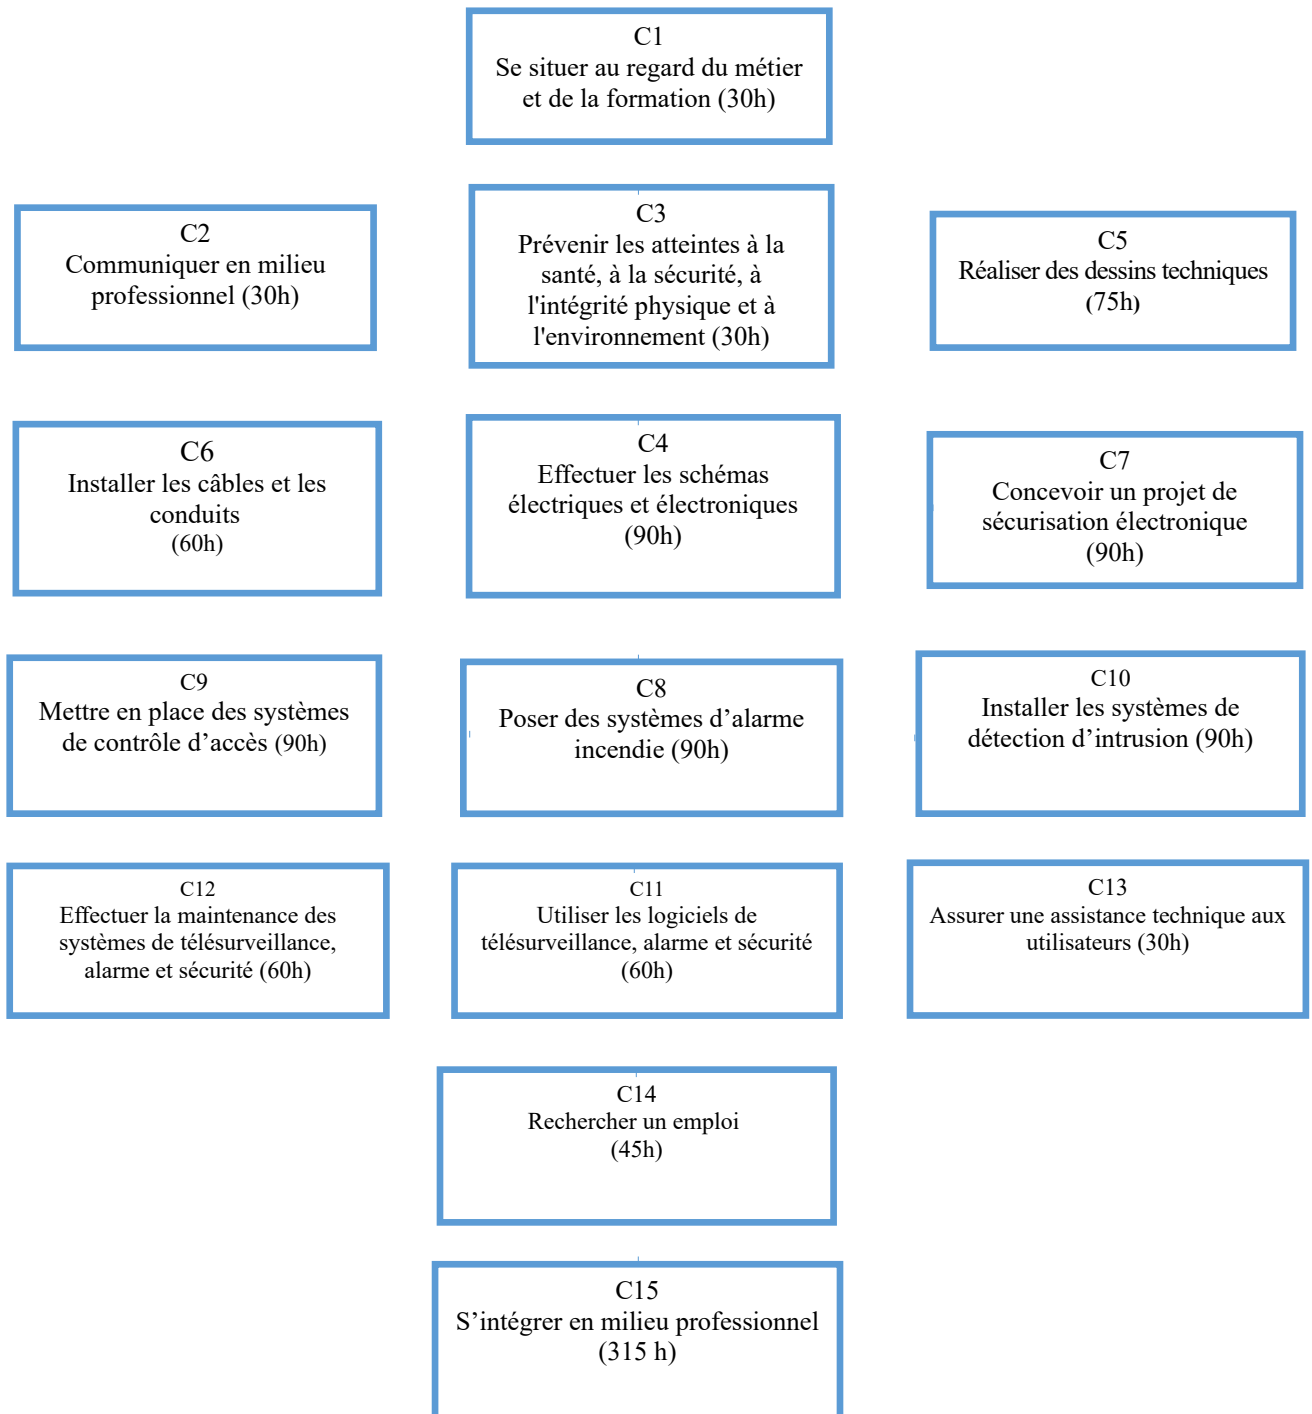 C1
Se situer au regard du métier
et de la formation (30h)
C2
Communiquer en milieu
professionnel (30h)
C3
Prévenir les atteintes à la
santé, à la sécurité, à
l'intégrité physique et à
l'environnement (30h)
C5
Réaliser des dessins techniques
(75h)
C6
Installer les câbles et les
conduits
(60h)
C4
Effectuer les schémas
électriques et électroniques
(90h)
C7
Concevoir un projet de
sécurisation électronique
(90h)
C9
Mettre en place des systèmes
de contrôle d’accès (90h)
C8
Poser des systèmes d’alarme
incendie (90h)
C10
Installer les systèmes de
détection d’intrusion (90h)
C12
Effectuer la maintenance des
systèmes de télésurveillance,
alarme et sécurité (60h)
C11
Utiliser les logiciels de
télésurveillance, alarme et sécurité
(60h)
C13
Assurer une assistance technique aux
utilisateurs (30h)
C14
Rechercher un emploi
(45h)
C15
S’intégrer en milieu professionnel
(315 h)